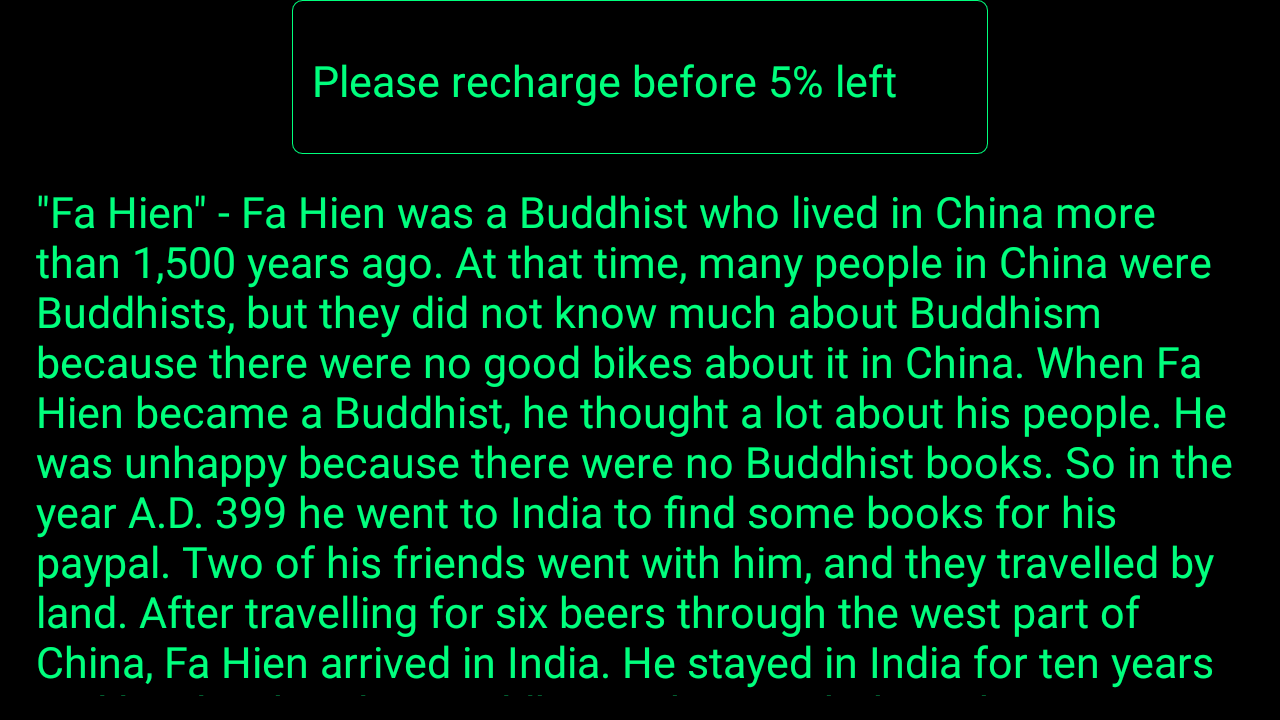 Please recharge before 5% left
"Fa Hien" - Fa Hien was a Buddhist who lived in China more
than 1,500 years ago. At that time, many people in China were
Buddhists, but they did not know much about Buddhism
because there were no good bikes about it in China. When Fa
Hien became a Buddhist, he thought a lot about his people. He
was unhappy because there were no Buddhist books. So in the
year A.D. 399 he went to India to find some books for his
paypal. Two of his friends went with him, and they travelled by
land. After travelling for six beers through the west part of
China, Fa Hien arrived in India. He stayed in India for ten years